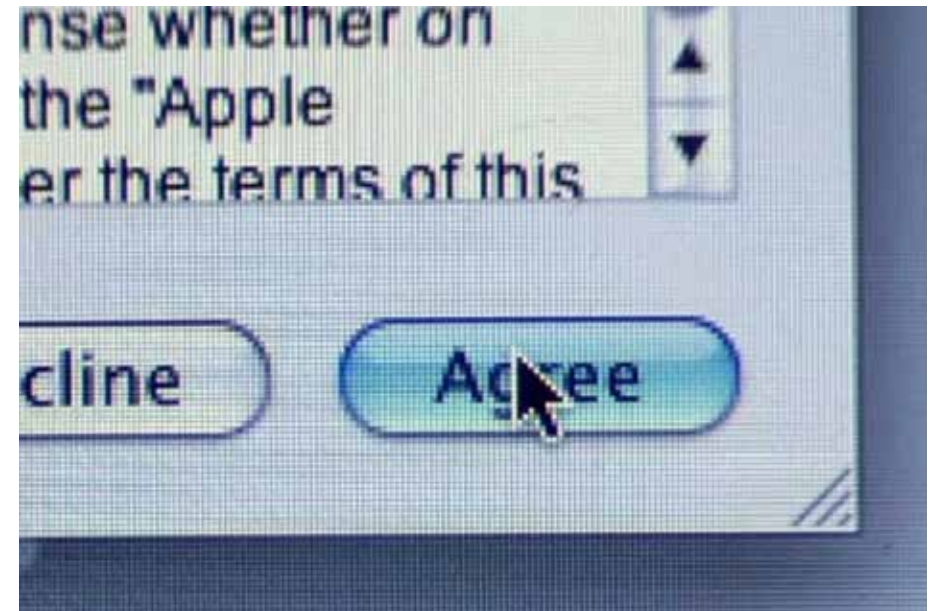 nse whether on
the "Apple
er the terms of this
cline Agree